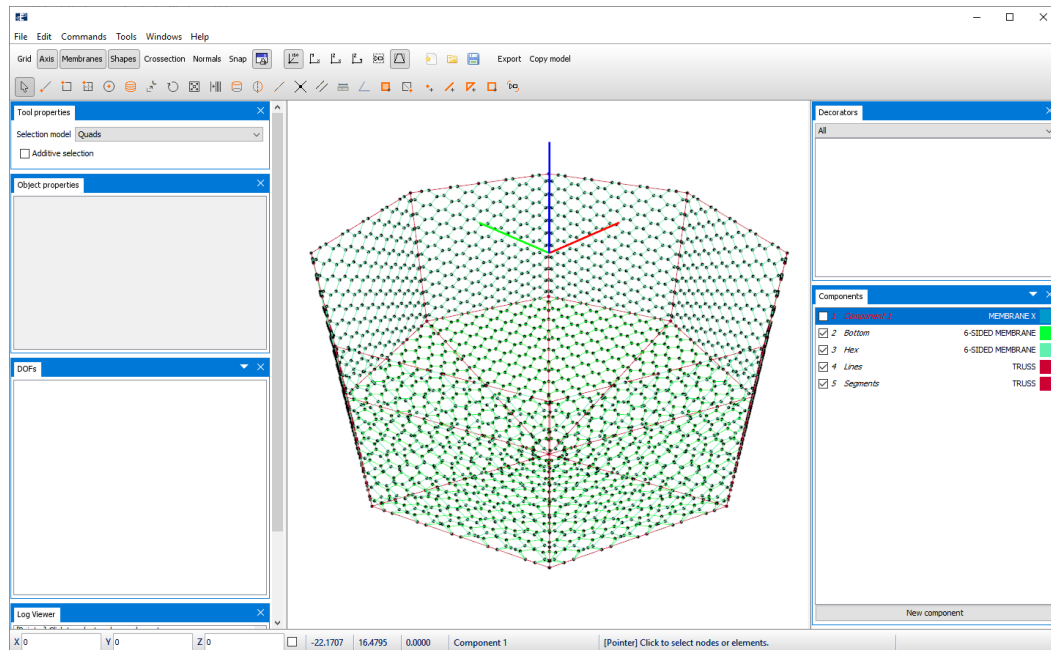 File Edit Commands Tools Windows Help
Grid Axis Membranes Shapes Crossection Normals Snap Export Copy model
Tool properties
Selection model Quads
Additive selection
Object properties
DOFs
Log Viewer
Decorators
All
Components
1 Component 1 MEMBRANE X
2 Bottom 6-SIDED MEMBRANE
3 Hex 6-SIDED MEMBRANE
4 Lines TRUSS
5 Segments TRUSS
New component
X 0 Y 0 Z 0 -22.1707 16.4795 0.0000 Component 1 [Pointer] Click to select nodes or elements.